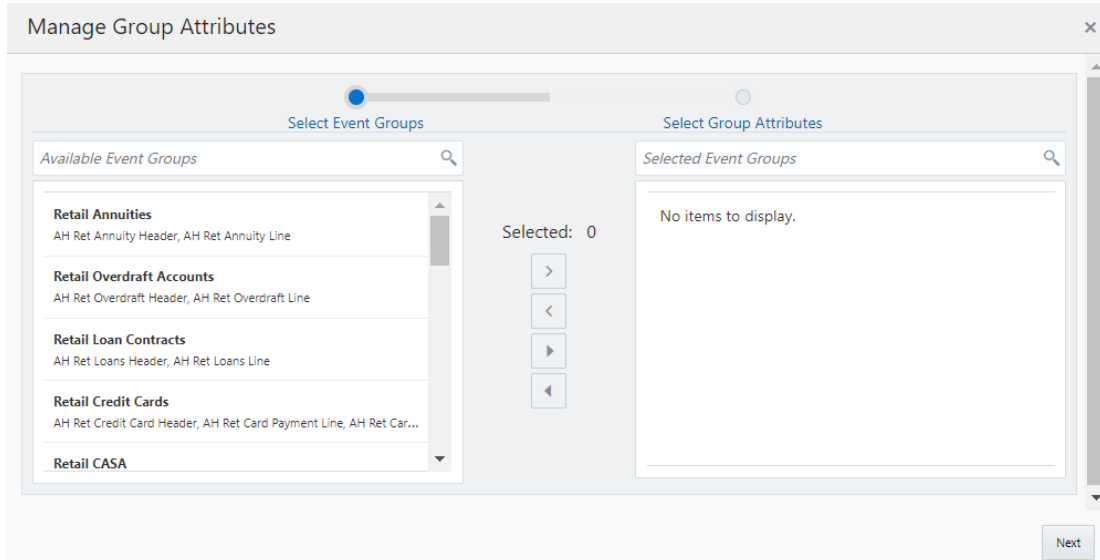 Manage Group Attributes
Select Event Groups
Select Group Attributes
Available Event Groups
Selected Event Groups
Retail Annuities
AH Ret Annuity Header, AH Ret Annuity Line
Retail Overdraft Accounts
AH Ret Overdraft Header, AH Ret Overdraft Line
Retail Loan Contracts
AH Ret Loans Header, AH Ret Loans Line
Retail Credit Cards
AH Ret Credit Card Header, AH Ret Card Payment Line, AH Ret Car...
Retail CASA
Selected: 0
No items to display.
Next